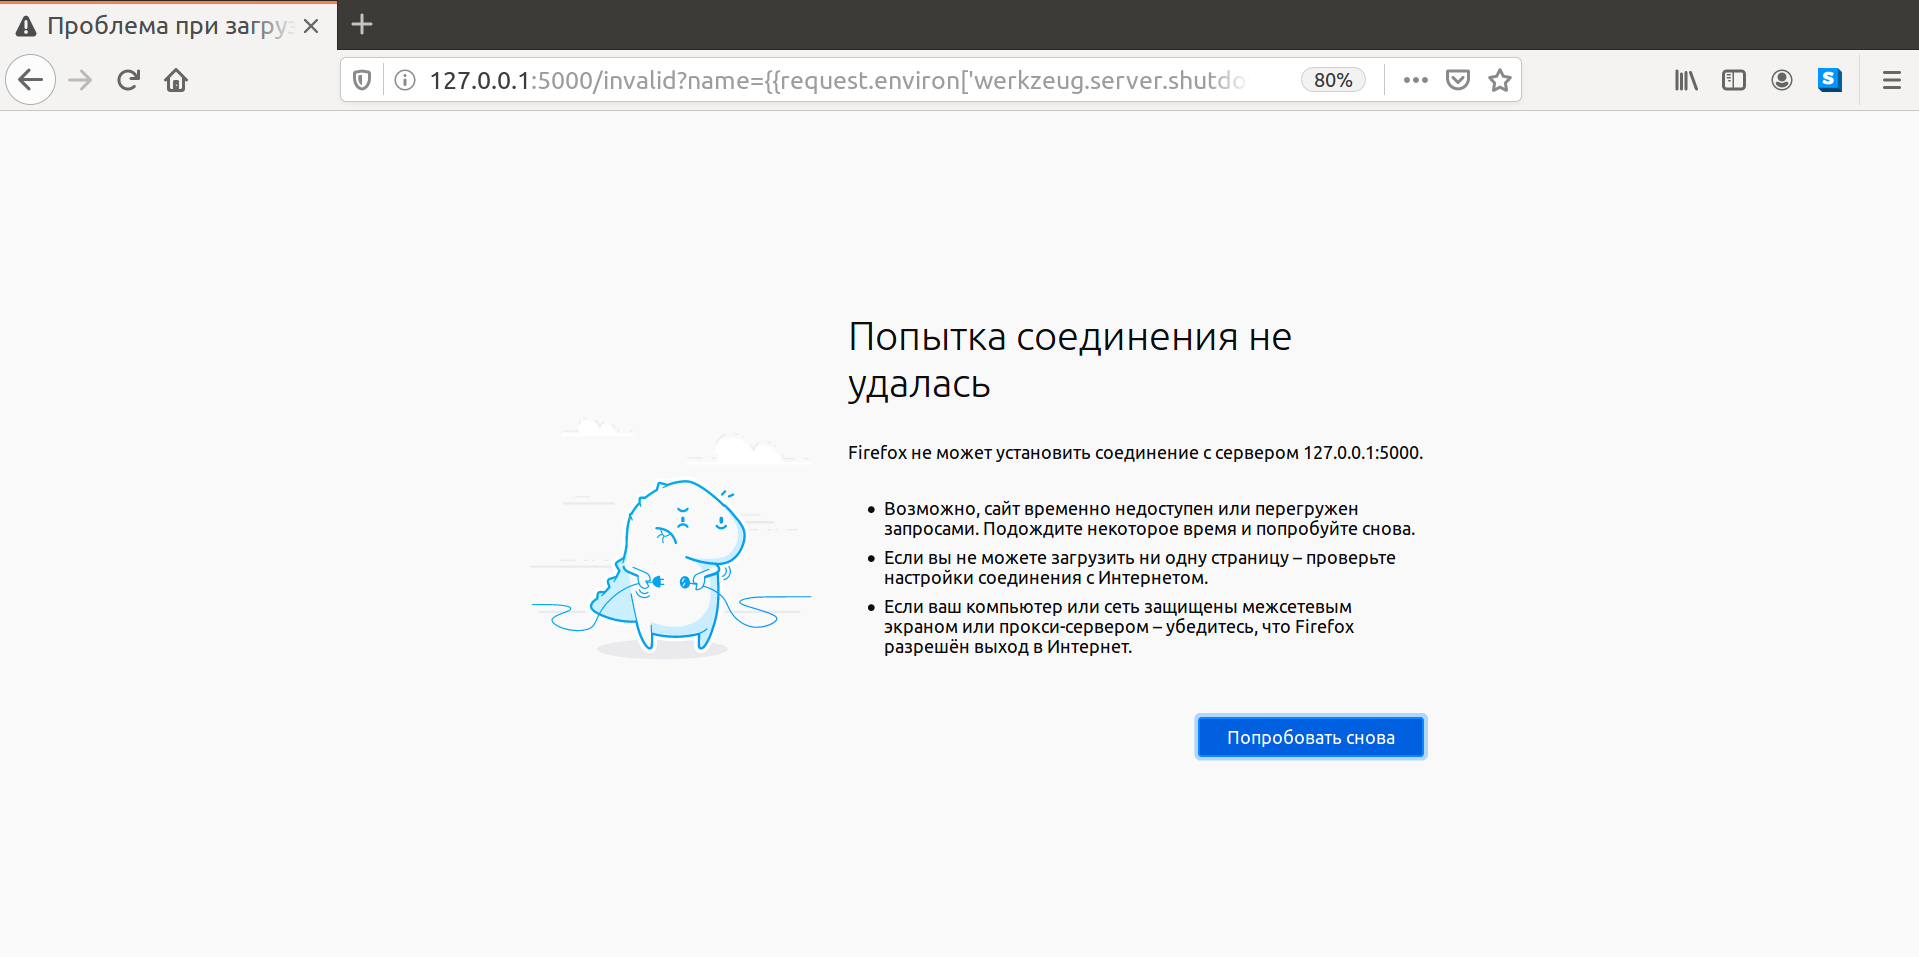 Проблема при загруз
127.0.0.1:5000/invalid?name={{request.environ['werkzeug.server.shutdo
80%
S
Попытка соединения не
удалась
Firefox не может установить соединение с сервером 127.0.0.1:5000.
• Возможно, сайт временно недоступен или перегружен
запросами. Подождите некоторое время и попробуйте снова.
• Если вы не можете загрузить ни одну страницу – проверьте
настройки соединения с Интернетом.
• Если ваш компьютер или сеть защищены межсетевым
экраном или прокси-сервером – убедитесь, что Firefox
разрешён выход в Интернет.
Попробовать снова